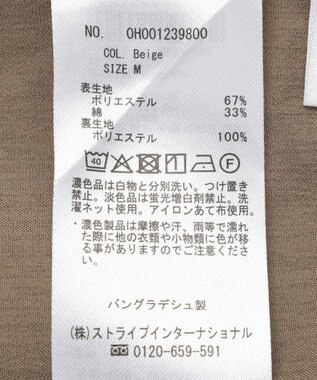 NO. 0H001239800
COL. Beige
SIZE M
表生地
ポリエステル 67%
綿 33%
裏生地
ポリエステル 100%
40 F
濃色品は白物と分別洗い。つけ置き
禁止。淡色品は蛍光増白剤禁止。洗
濯ネット使用。アイロンあて布使用。
・濃色製品は摩擦や汗、雨等で濡れ
た際に他の衣類や小物類に色が移
る事がありますのでご注意ください。
バングラデシュ製
(株)ストライプインターナショナル
0120-659-591